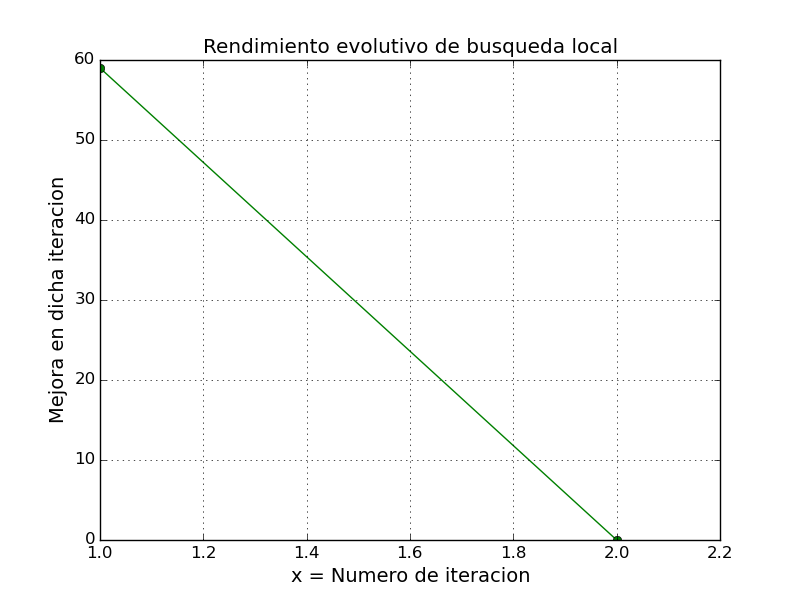 Rendimiento evolutivo de busqueda local
60
50
40
30
20
10
0
Mejora en dicha iteracion
1.0 1.2 1.4 1.6 1.8 2.0 2.2
x = Numero de iteracion